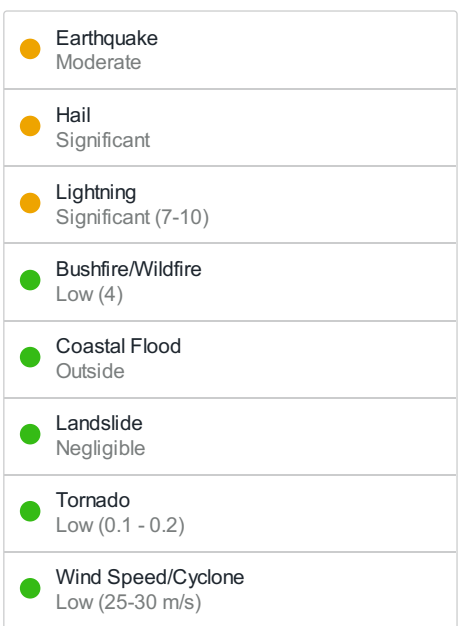 Earthquake
Moderate
Hail
Significant
Lightning
Significant (7-10)
Bushfire/Wildfire
Low (4)
Coastal Flood
Outside
Landslide
Negligible
Tornado
Low (0.1 - 0.2)
Wind Speed/Cyclone
Low (25-30 m/s)